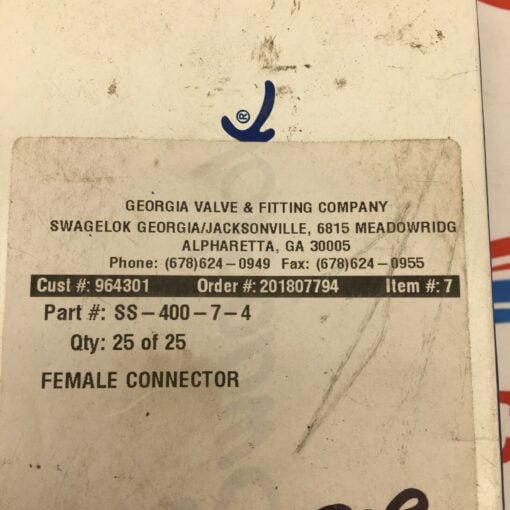 ®
GEORGIA VALVE & FITTING COMPANY
SWAGELOK GEORGIA/JACKSONVILLE, 6815 MEADOWRIDG
ALPHARETTA, GA 30005
Phone: (678)624-0949 Fax: (678)624-0955
Cust #: 964301 Order #: 201807794 Item #: 7
Part #: SS-400-7-4
Qty: 25 of 25
FEMALE CONNECTOR